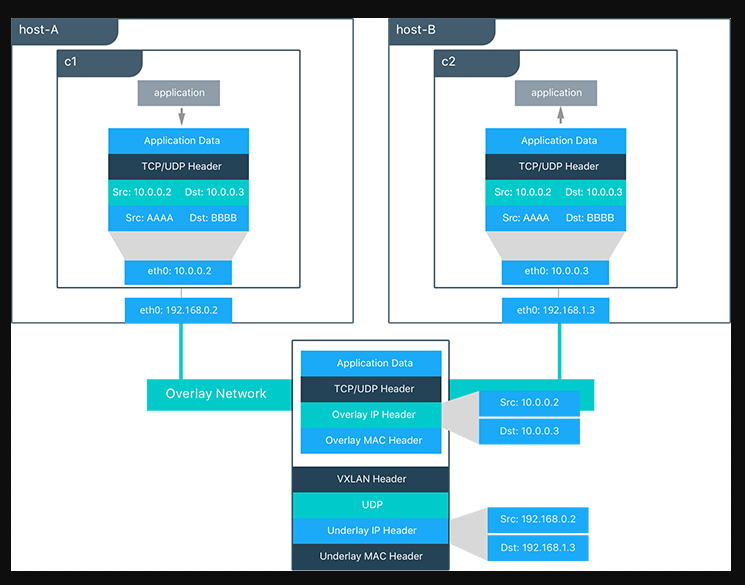 host-A
host-B
c1
c2
application
application
Application Data
Application Data
TCP/UDP Header
TCP/UDP Header
Src: 10.0.0.2 Dst: 10.0.0.3
Src: 10.0.0.2 Dst: 10.0.0.3
Src: AAAA Dst: BBBB
Src: AAAA Dst: BBBB
eth0: 10.0.0.2
eth0: 10.0.0.3
eth0: 192.168.0.2
eth0: 192.168.1.3
Overlay Network
Application Data
TCP/UDP Header
Overlay IP Header
Overlay MAC Header
Src: 10.0.0.2
Dst: 10.0.0.3
VXLAN Header
UDP
Underlay IP Header
Underlay MAC Header
Src: 192.168.0.2
Dst: 192.168.1.3